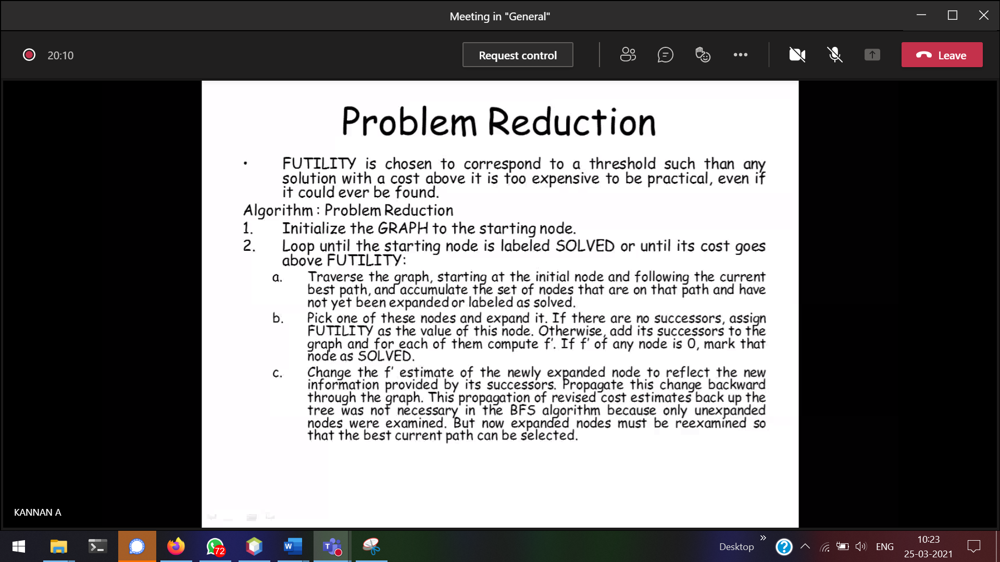 Meeting in "General"
20:10
Request control
Leave
Problem Reduction
• FUTILITY is chosen to correspond to a threshold such than any
solution with a cost above it is too expensive to be practical, even if
it could ever be found.
Algorithm : Problem Reduction
1. Initialize the GRAPH to the starting node.
2. Loop until the starting node is labeled SOLVED or until its cost goes
above FUTILITY:
a. Traverse the graph, starting at the initial node and following the current
best path, and accumulate the set of nodes that are on that path and have
not yet been expanded or labeled as solved.
b. Pick one of these nodes and expand it. If there are no successors, assign
FUTILITY as the value of this node. Otherwise, add its successors to the
graph and for each of them compute f'. If f' of any node is 0, mark that
node as SOLVED.
c. Change the f' estimate of the newly expanded node to reflect the new
information provided by its successors. Propagate this change backward
through the graph. This propagation of revised cost estimates back up the
tree was not necessary in the BFS algorithm because only unexpanded
nodes were examined. But now expanded nodes must be reexamined so
that the best current path can be selected.
KANNAN A
72
W
T
Desktop
ENG
10:23
25-03-2021